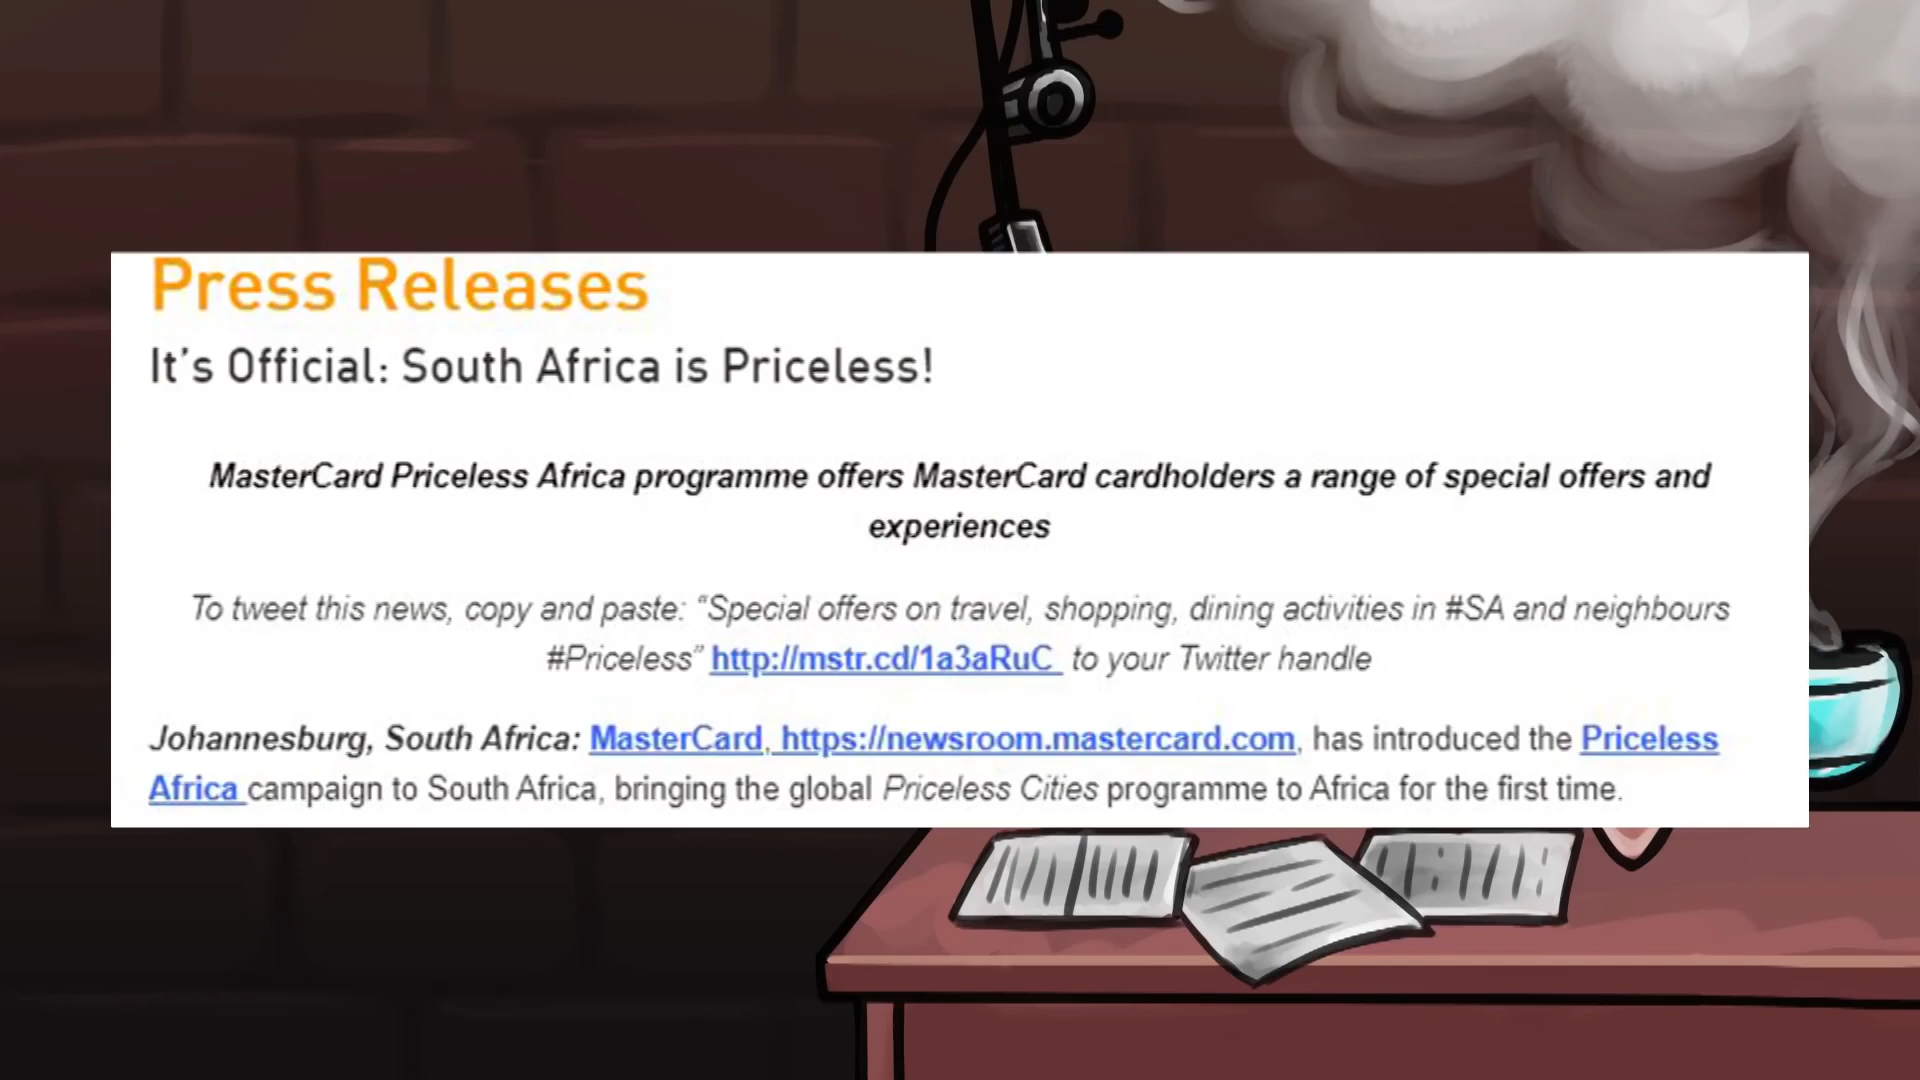 Press Releases
It's Official: South Africa is Priceless!
MasterCard Priceless Africa programme offers MasterCard cardholders a range of special offers and
experiences
To tweet this news, copy and paste: “Special offers on travel, shopping, dining activities in #SA and neighbours
#Priceless” http://mstr.cd/1a3aRuC to your Twitter handle
Johannesburg, South Africa: MasterCard, https://newsroom.mastercard.com, has introduced the Priceless
Africa campaign to South Africa, bringing the global Priceless Cities programme to Africa for the first time.